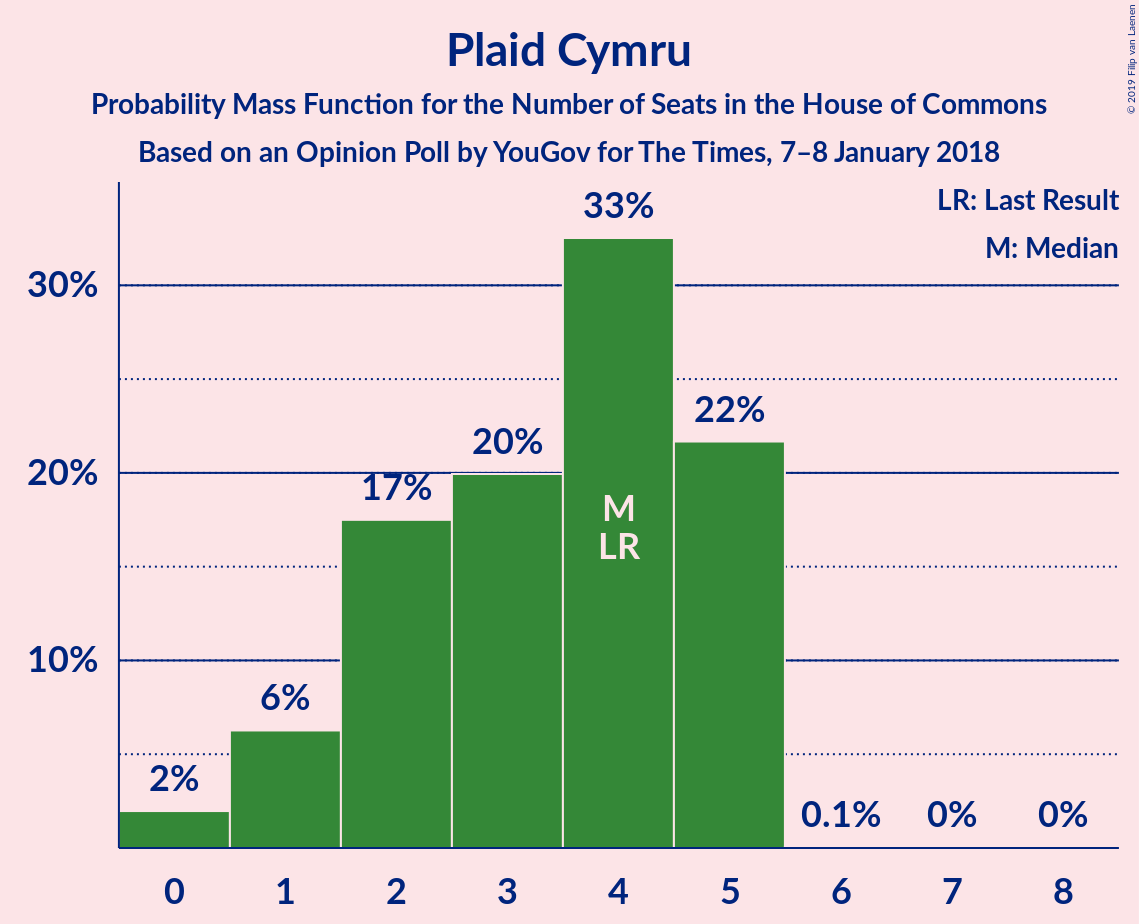 Plaid Cymru
Probability Mass Function for the Number of Seats in the House of Commons
Based on an Opinion Poll by YouGov for The Times, 7–8 January 2018
© 2019 Filip van Laenen
LR: Last Result
M: Median
30%
20%
10%
2%
6%
17%
20%
33%
22%
0.1%
0%
0%
M
LR
0
1
2
3
4
5
6
7
8